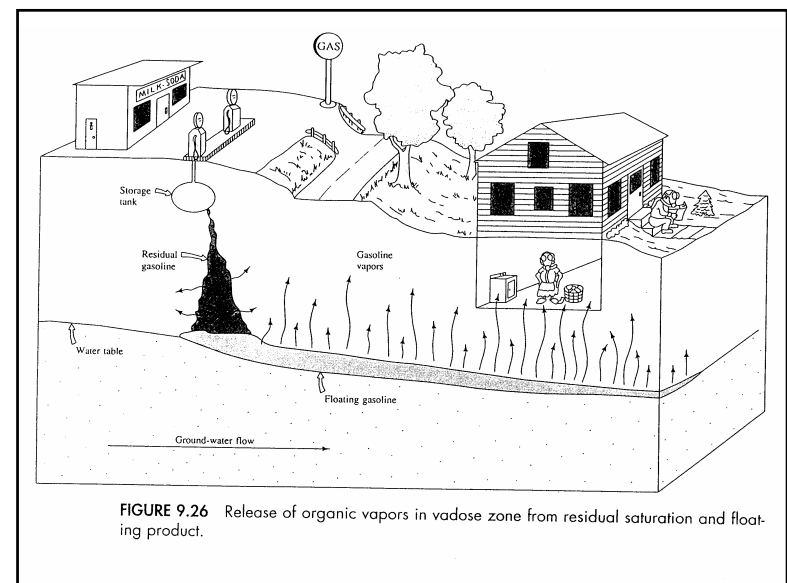 GAS
MILK-SODA
Storage
tank
Residual
gasoline
Gasoline
vapors
Water table
Floating gasoline
Ground-water flow
FIGURE 9.26 Release of organic vapors in vadose zone from residual saturation and float-
ing product.